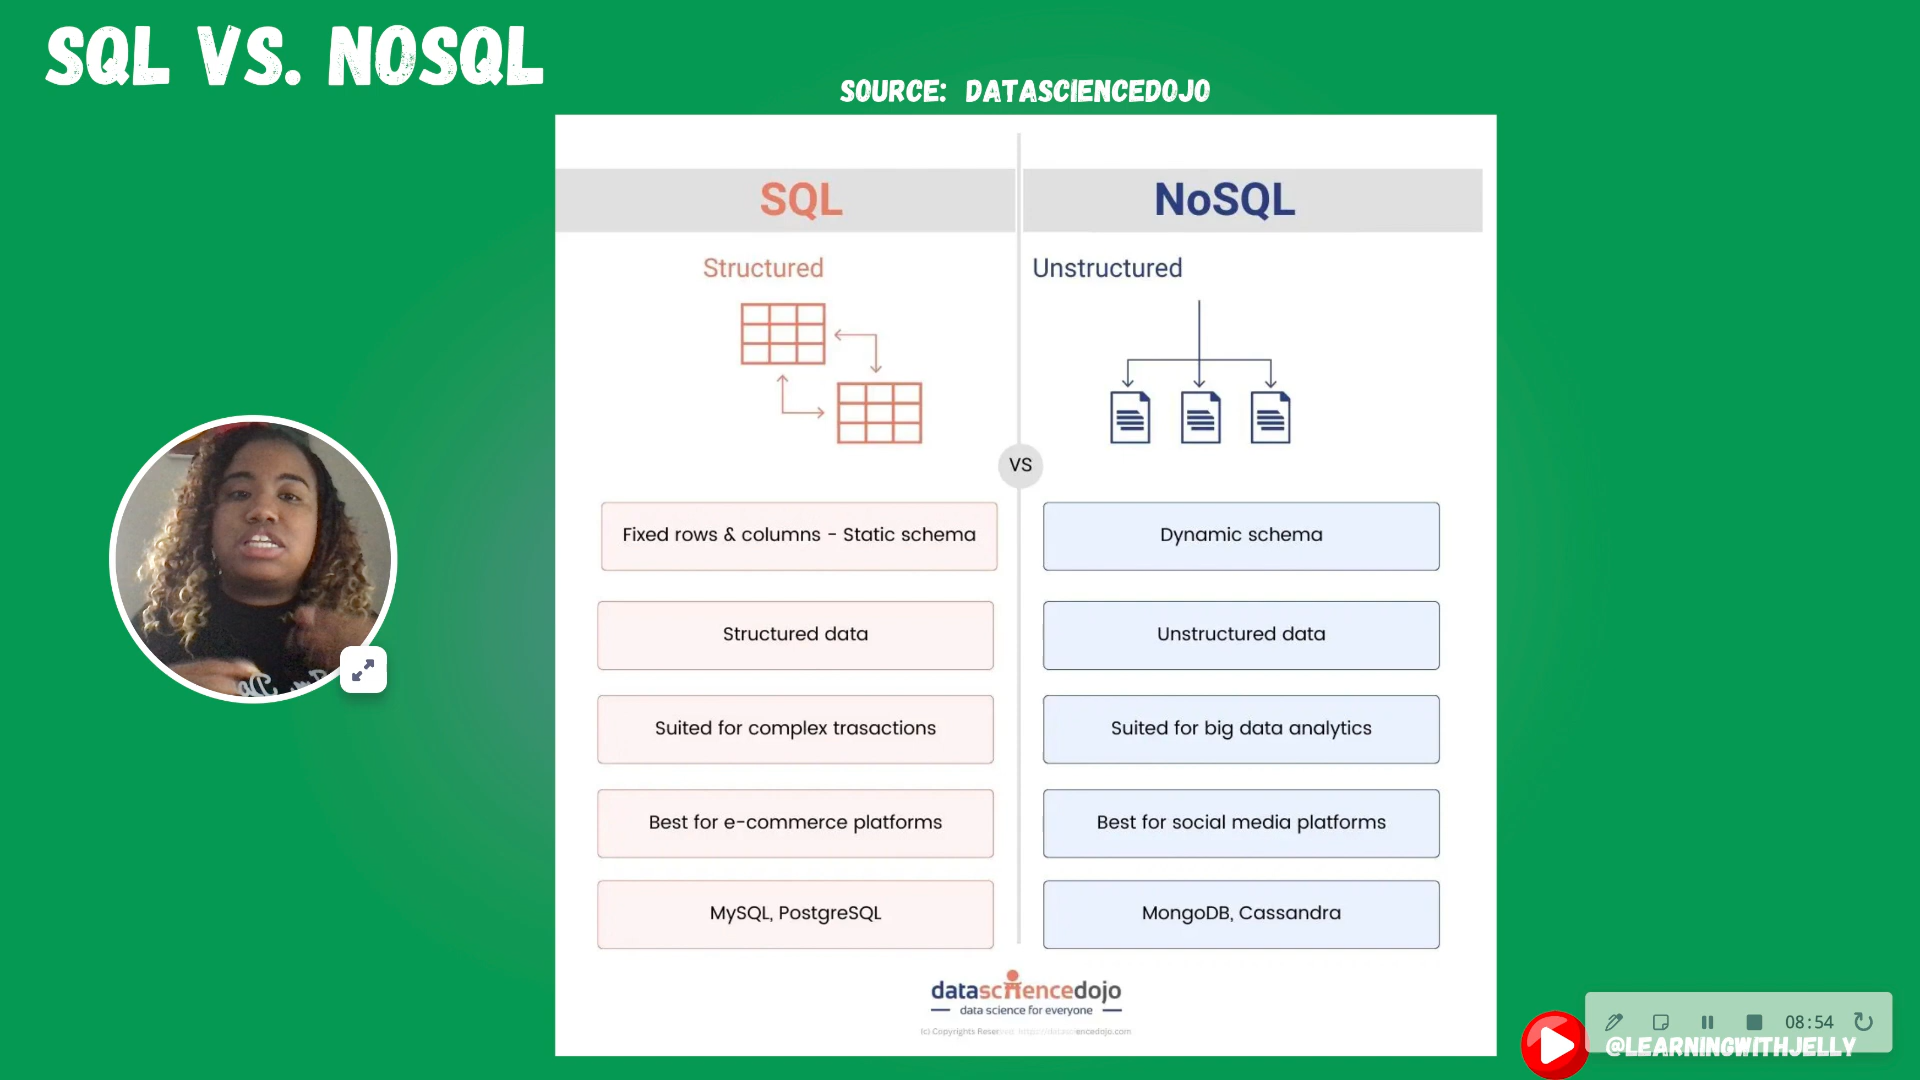 SQL VS. NOSQL
SOURCE: DATASCIENCEDOJO
SQL
NoSQL
Structured
Unstructured
VS
Fixed rows & columns - Static schema
Dynamic schema
Structured data
Unstructured data
Suited for complex trasactions
Suited for big data analytics
Best for e-commerce platforms
Best for social media platforms
MySQL, PostgreSQL
MongoDB, Cassandra
datasciencedojo
data science for everyone
(c) Copyrights
08:54
@LEARNINGWITHJELLY